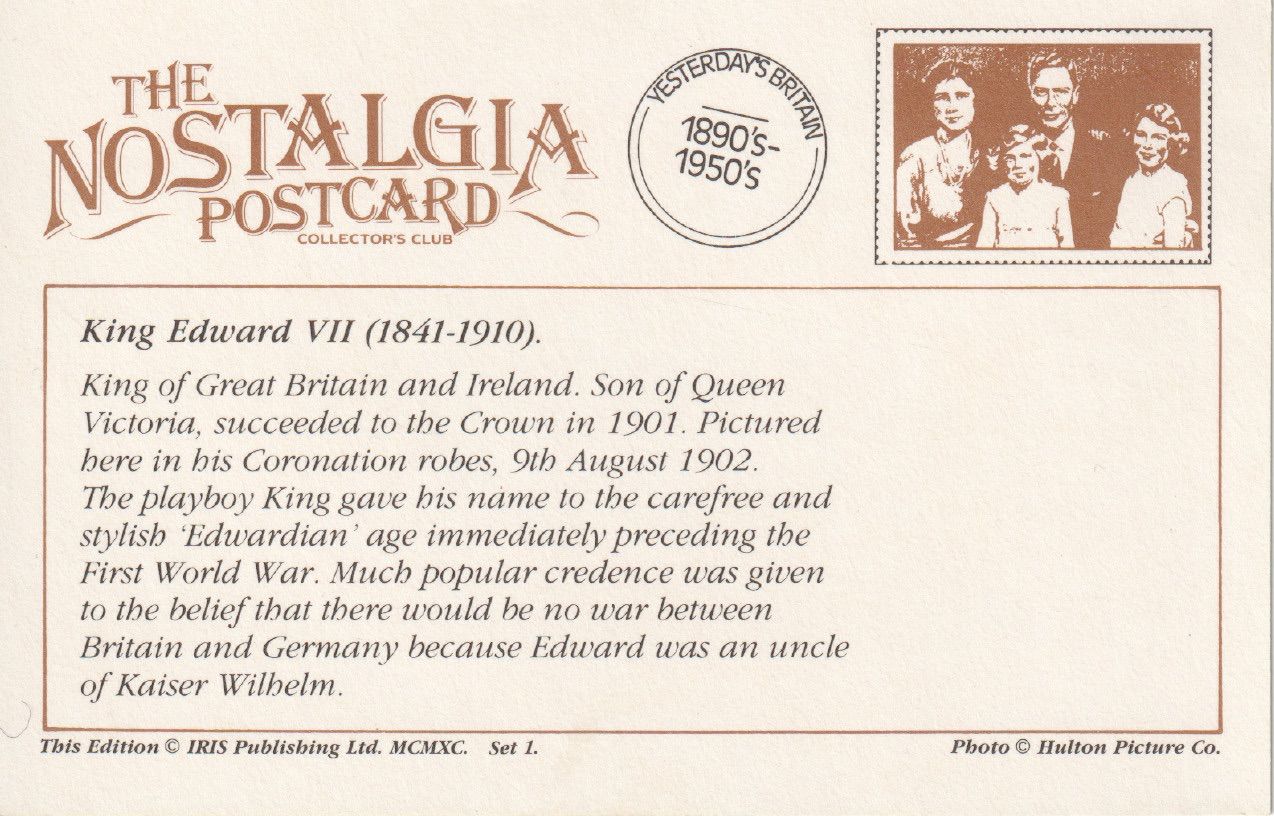 THE
NOSTALGIA
POSTCARD
COLLECTOR'S CLUB
YESTERDAY'S BRITAIN
1890's-
1950's
King Edward VII (1841-1910).
King of Great Britain and Ireland. Son of Queen
Victoria, succeeded to the Crown in 1901. Pictured
here in his Coronation robes, 9th August 1902.
The playboy King gave his name to the carefree and
stylish 'Edwardian' age immediately preceding the
First World War. Much popular credence was given
to the belief that there would be no war between
Britain and Germany because Edward was an uncle
of Kaiser Wilhelm.
This Edition © IRIS Publishing Ltd. MCMXC. Set 1.
Photo © Hulton Picture Co.